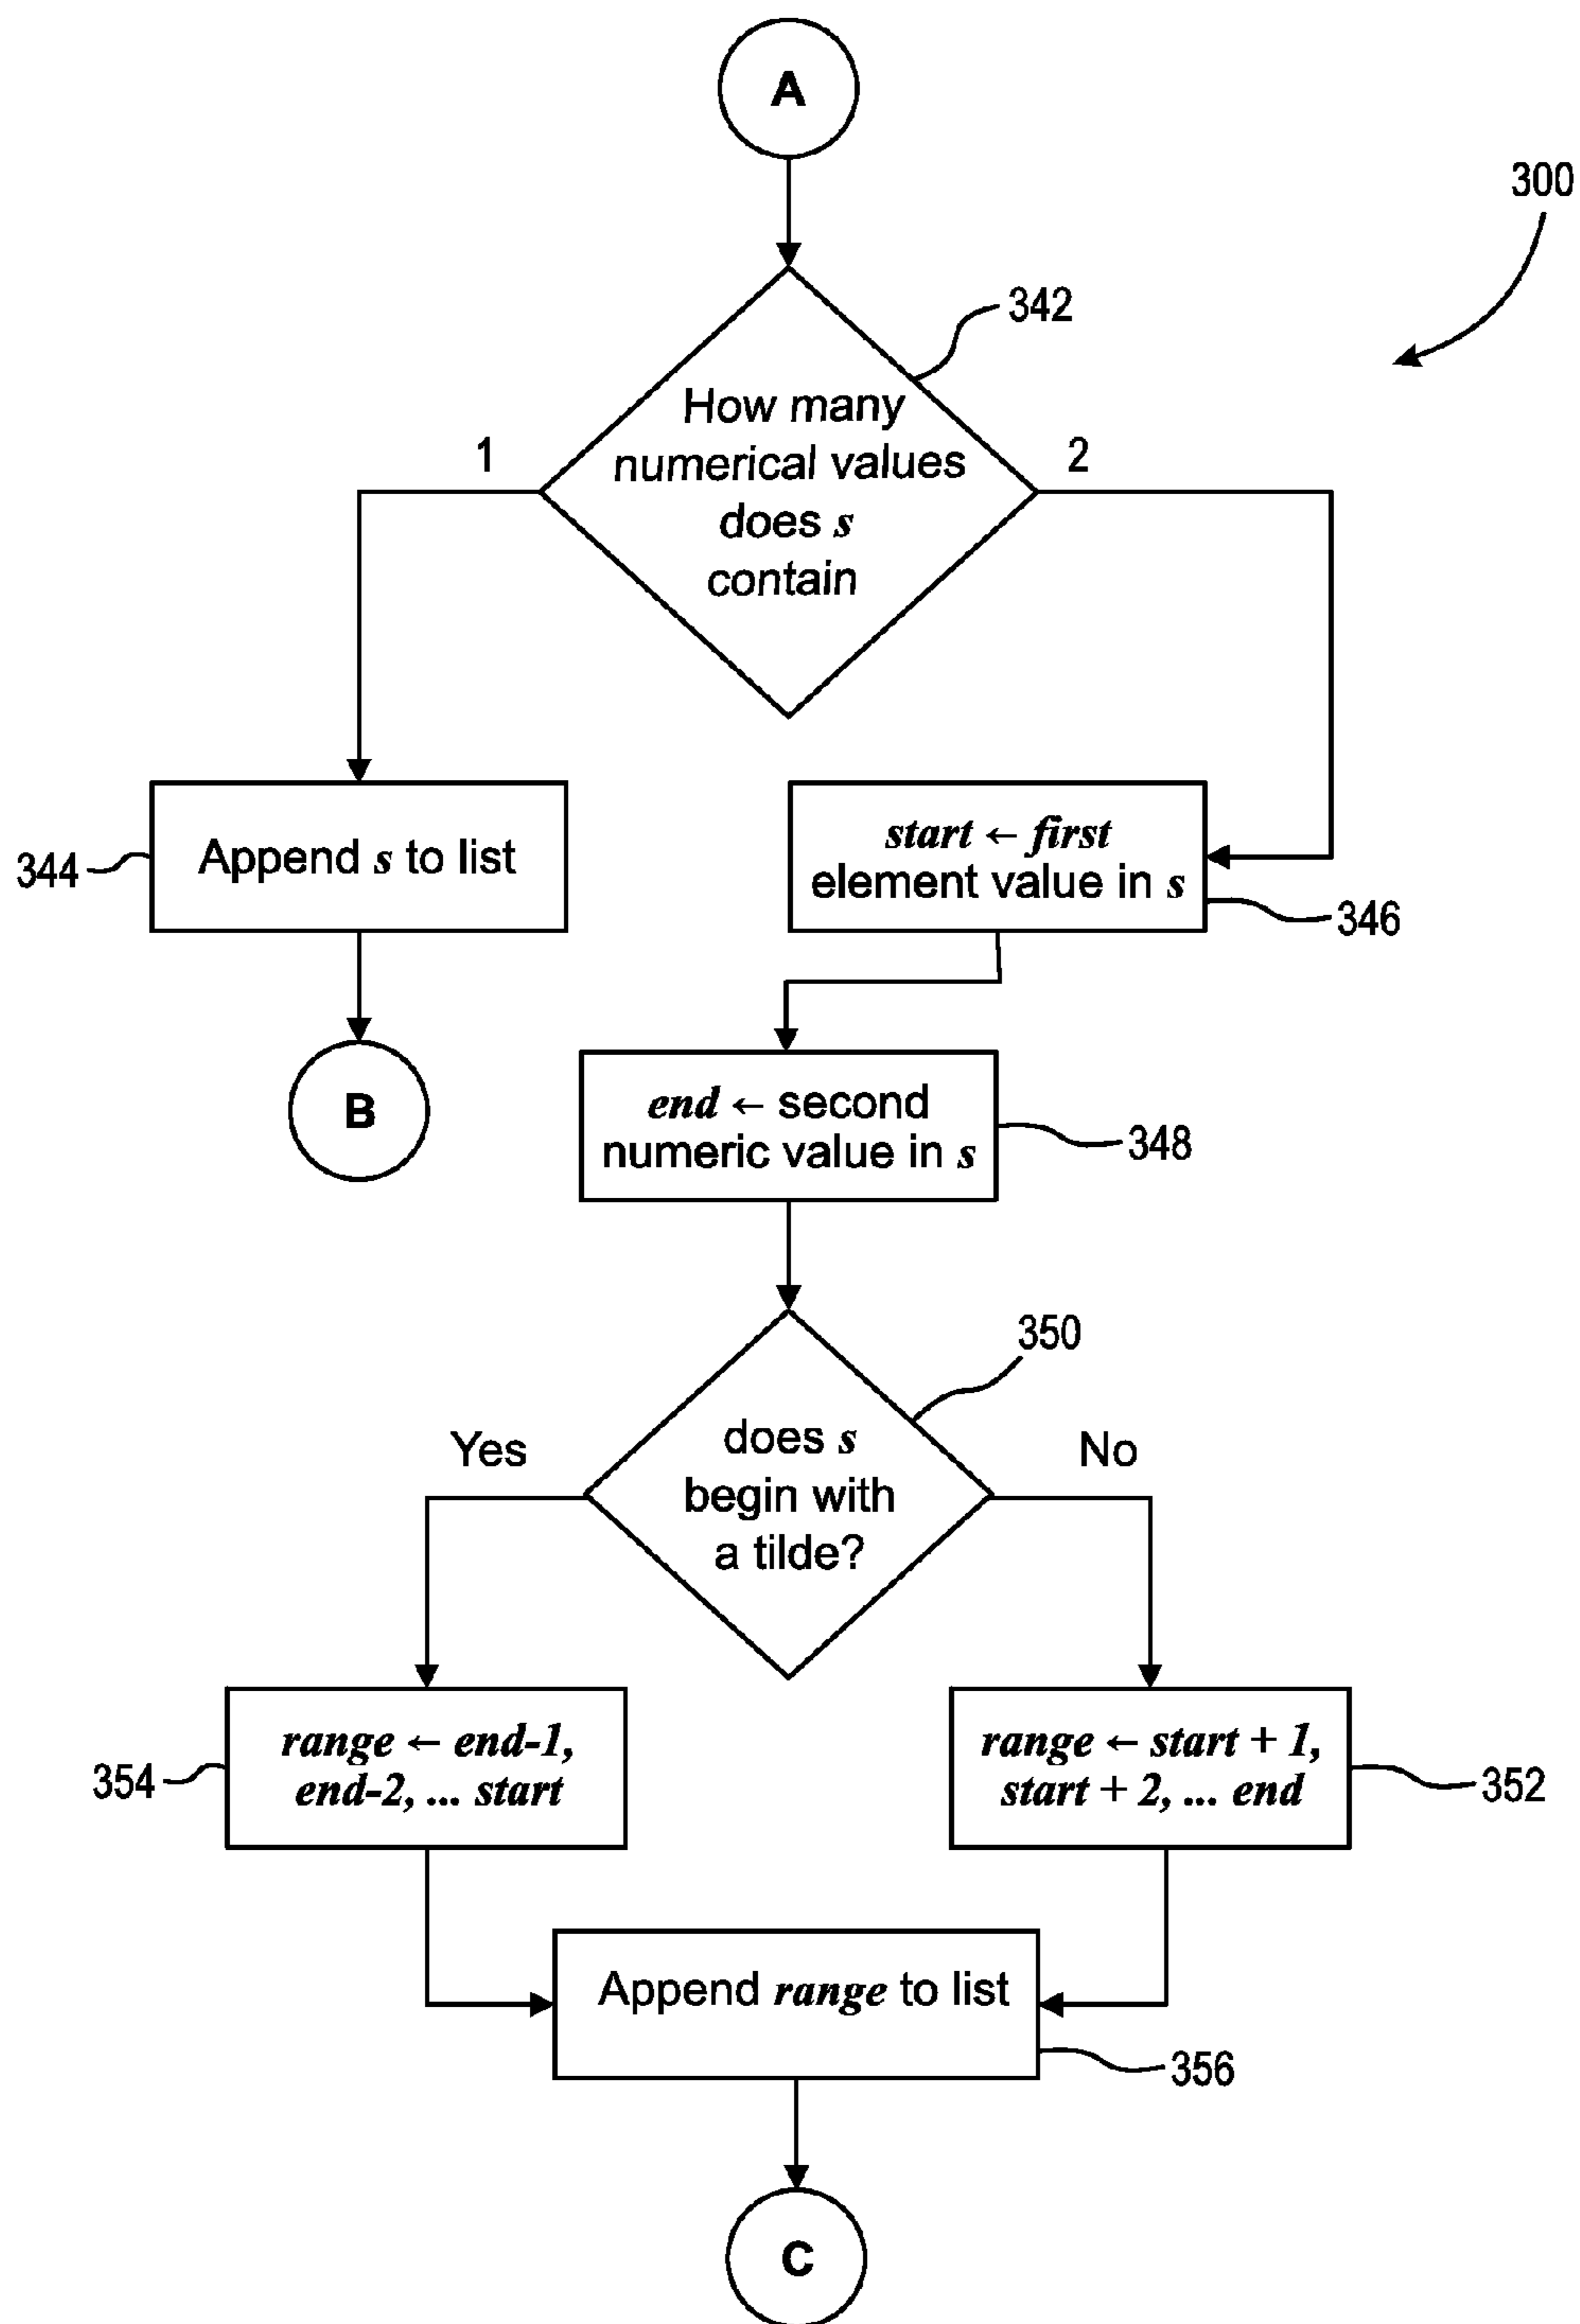 A
300
342
How many
numerical values
does s
contain
1
2
Append s to list
344
start ← first
element value in s
346
B
end ← second
numeric value in s
348
350
does s
begin with
a tilde?
Yes
No
range ← end-1,
end-2, ... start
354
range ← start + 1,
start + 2, ... end
352
Append range to list
356
C